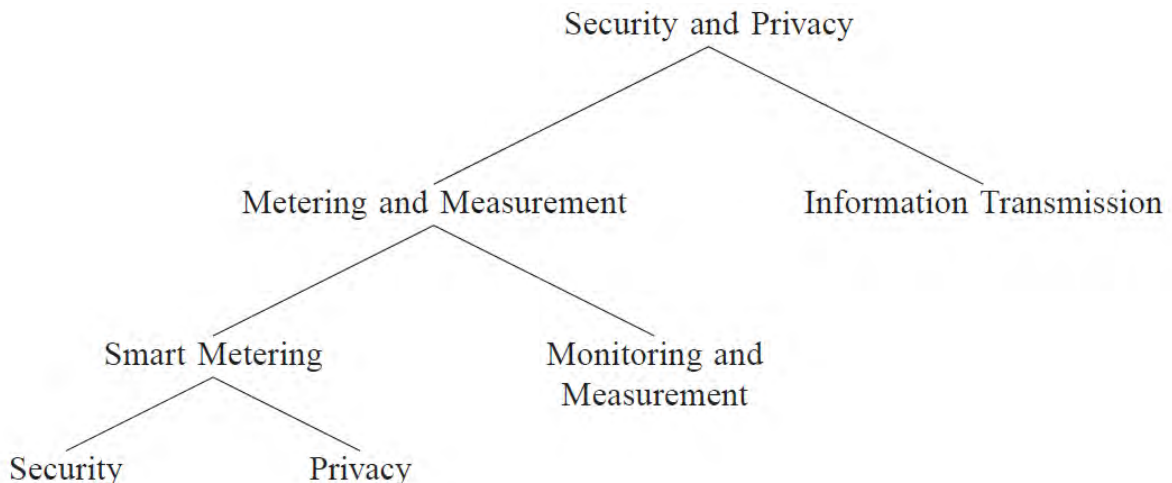 Security and Privacy
Metering and Measurement
Information Transmission
Smart Metering
Monitoring and
Measurement
Security
Privacy